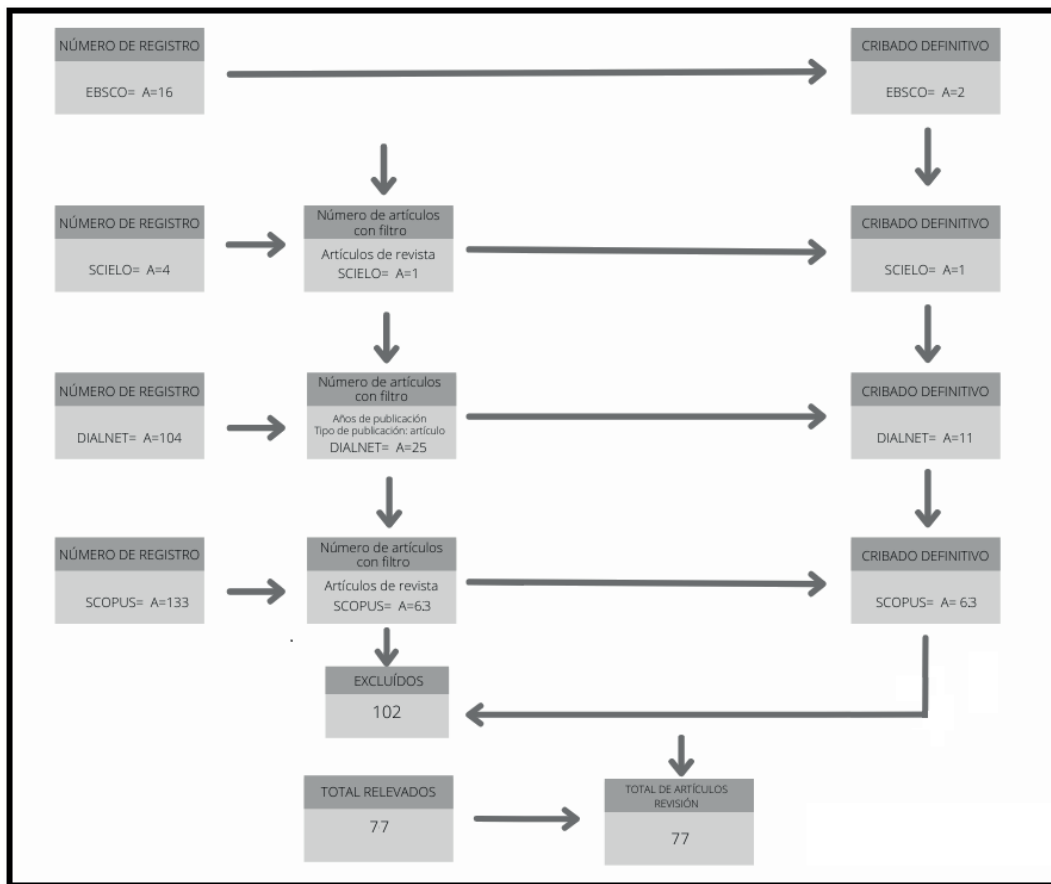 NÚMERO DE REGISTRO
EBSCO= A=16
CRIBADO DEFINITIVO
EBSCO= A=2
NÚMERO DE REGISTRO
SCIELO= A=4
Número de artículos
con filtro
Artículos de revista
SCIELO= A=1
CRIBADO DEFINITIVO
SCIELO= A=1
NÚMERO DE REGISTRO
DIALNET= A=104
Número de artículos
con filtro
Años de publicación
Tipo de publicación: artículo
DIALNET= A=25
CRIBADO DEFINITIVO
DIALNET= A=11
NÚMERO DE REGISTRO
SCOPUS= A=133
Número de artículos
con filtro
Artículos de revista
SCOPUS= A=63
CRIBADO DEFINITIVO
SCOPUS= A= 63
EXCLUÍDOS
102
TOTAL RELEVADOS
77
TOTAL DE ARTÍCULOS
REVISIÓN
77